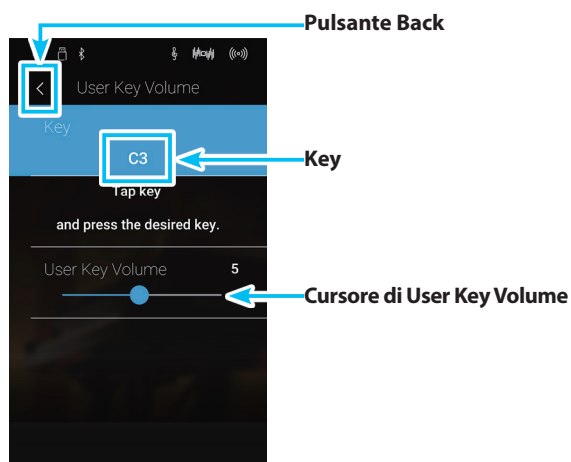 Pulsante Back
User Key Volume
Key
C3
Key
Tap key
and press the desired key.
User Key Volume 5
Cursore di User Key Volume